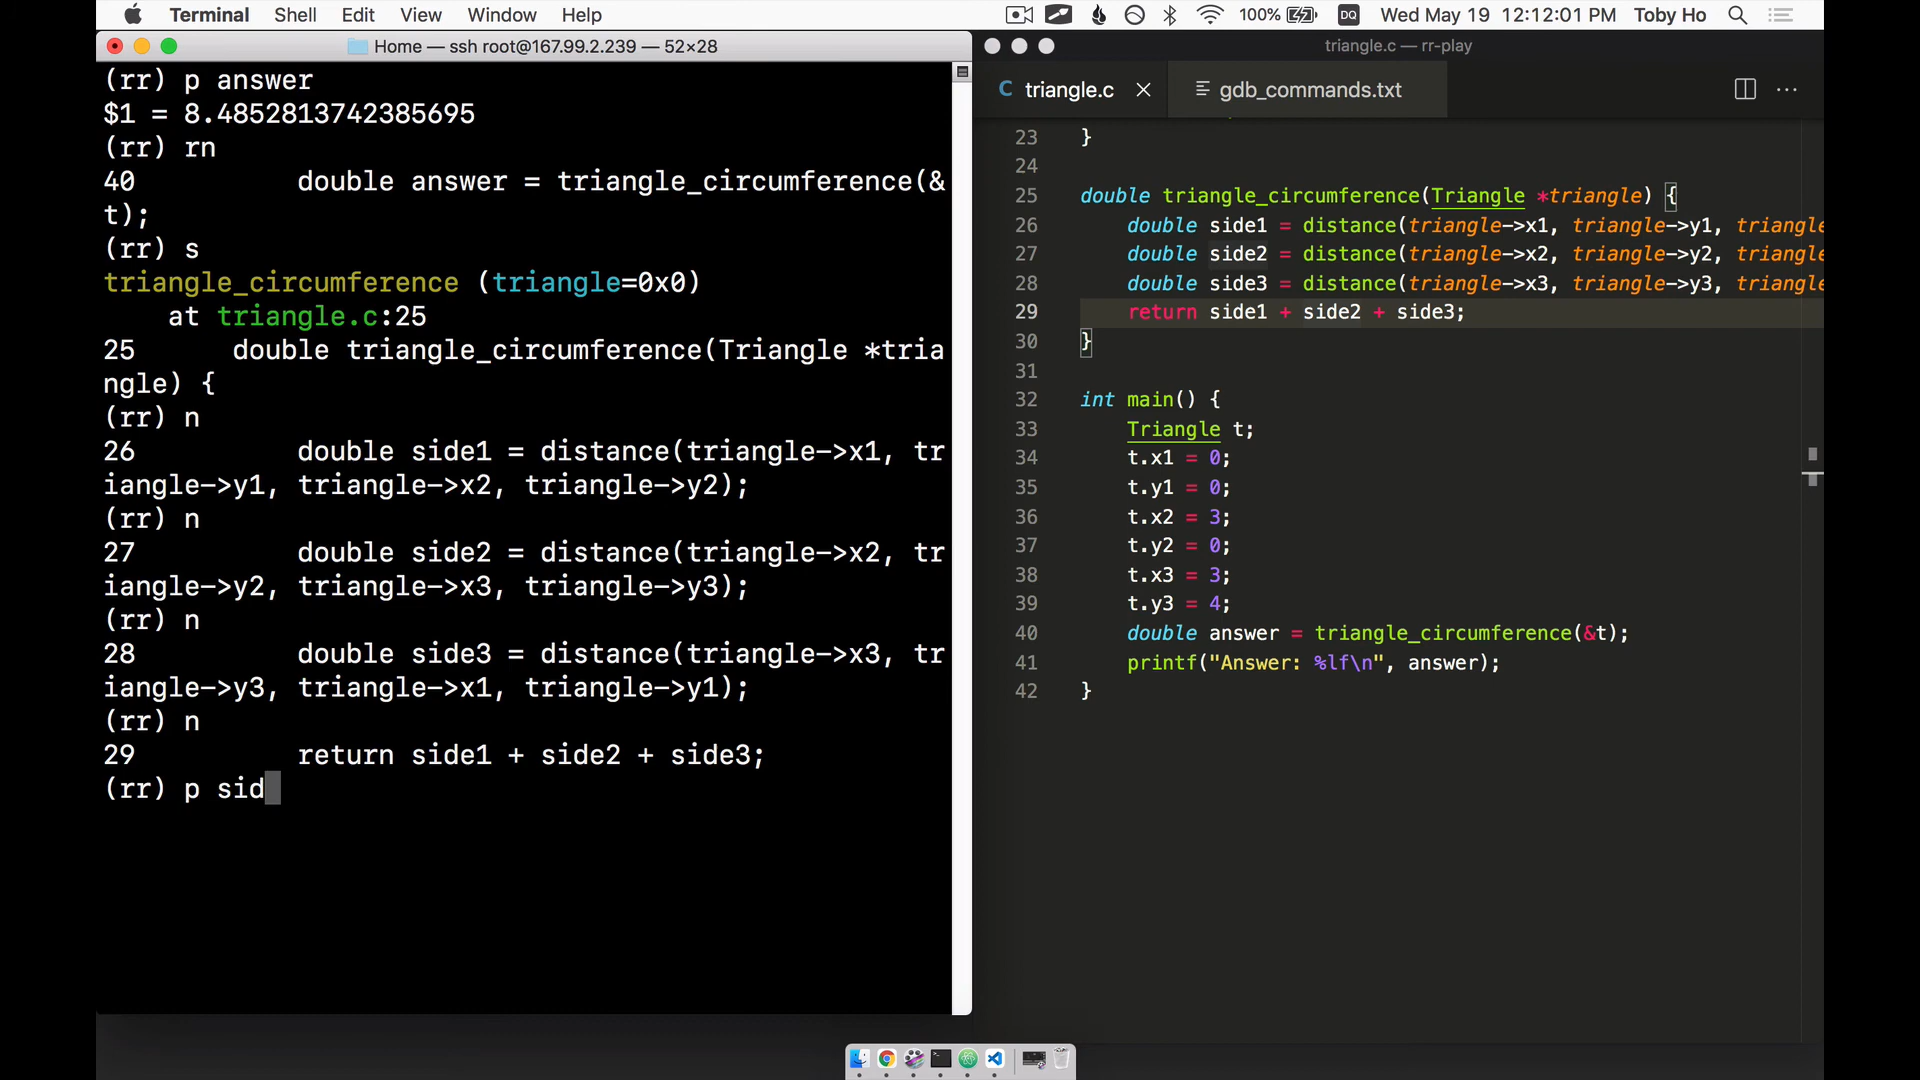 Terminal Shell Edit View Window Help 100% DQ Wed May 19 12:12:01 PM Toby Ho
Home — ssh root@167.99.2.239 — 52×28
(rr) p answer
$1 = 8.4852813742385695
(rr) rn
40 double answer = triangle_circumference(&
t);
(rr) s
triangle_circumference (triangle=0x0)
at triangle.c:25
25 double triangle_circumference(Triangle *tria
ngle) {
(rr) n
26 double side1 = distance(triangle->x1, tr
iangle->y1, triangle->x2, triangle->y2);
(rr) n
27 double side2 = distance(triangle->x2, tr
iangle->y2, triangle->x3, triangle->y3);
(rr) n
28 double side3 = distance(triangle->x3, tr
iangle->y3, triangle->x1, triangle->y1);
(rr) n
29 return side1 + side2 + side3;
(rr) p sid
triangle.c — rr-play
C triangle.c gdb_commands.txt
23 }
24
25 double triangle_circumference(Triangle *triangle) {
26 double side1 = distance(triangle->x1, triangle->y1, triangle
27 double side2 = distance(triangle->x2, triangle->y2, triangle
28 double side3 = distance(triangle->x3, triangle->y3, triangle
29 return side1 + side2 + side3;
30 }
31
32 int main() {
33 Triangle t;
34 t.x1 = 0;
35 t.y1 = 0;
36 t.x2 = 3;
37 t.y2 = 0;
38 t.x3 = 3;
39 t.y3 = 4;
40 double answer = triangle_circumference(&t);
41 printf("Answer: %lf\n", answer);
42 }